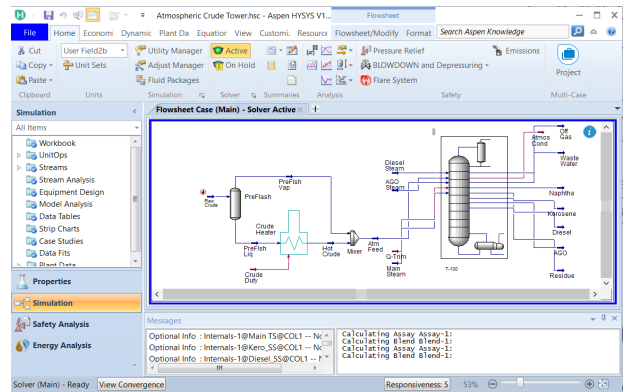 Atmospheric Crude Tower.hsc - Aspen HYSYS V1...
Flowsheet
File Home Economi Dynamic Plant Da Equatior View Customi: Resourc Flowsheet/Modify Format Search Aspen Knowledge
Cut User Field2b Utility Manager Active Pressure Relief Emissions
Copy Unit Sets Adjust Manager On Hold BLOWDOWN and Depressuring
Paste Fluid Packages Flare System Project
Clipboard Units Simulation Solver Summaries Analysis Safety Multi-Case
Simulation
All Items
Workbook
UnitOps
Streams
Stream Analysis
Equipment Design
Model Analysis
Data Tables
Strip Charts
Case Studies
Data Fits
Plant Data
Properties
Simulation
Safety Analysis
Energy Analysis
Flowsheet Case (Main) - Solver Active
Raw
Crude
PreFlash
PreFlsh
Vap
PreFlsh
Liq
Crude
Heater
Crude
Duty
Hot
Crude
Mixer
Atm
Feed
Diesel
Steam
AGO
Steam
Q-Trim
Main
Steam
T-100
Atmos
Cond
Off
Gas
Waste
Water
Naphtha
Kerosene
Diesel
AGO
Residue
Messages
Optional Info : Internals-1@Main TS@COL1 -- Nc
Optional Info : Internals-1@Kero_SS@COL1 -- Nc
Optional Info : Internals-1@Diesel_SS@COL1 --
Calculating Assay Assay-1:
Calculating Blend Blend-1:
Calculating Assay Assay-1:
Calculating Blend Blend-1:
Solver (Main) - Ready View Convergence Responsiveness: 5 53%